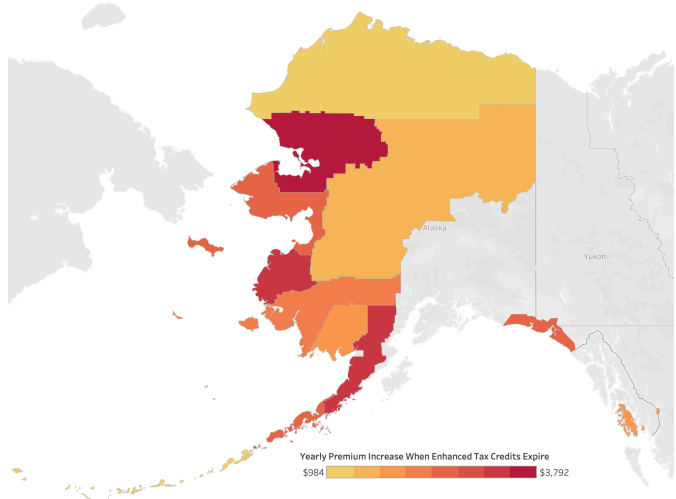 Alaska
Yukon
Yearly Premium Increase When Enhanced Tax Credits Expire
$984 $3,792